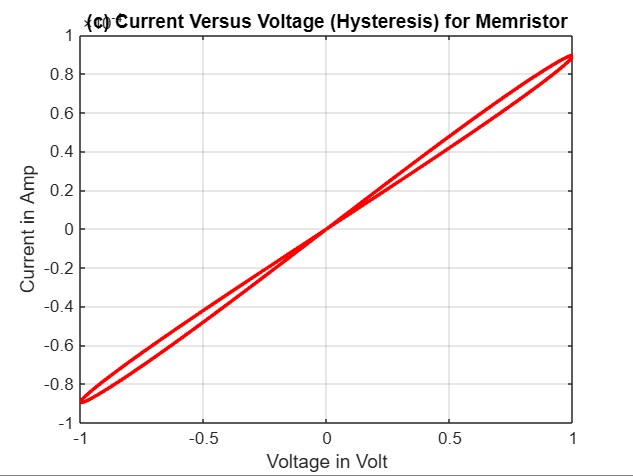 (c) Current Versus Voltage (Hysteresis) for Memristor
1
0.8
0.6
0.4
0.2
0
-0.2
-0.4
-0.6
-0.8
-1
Current in Amp
-1 -0.5 0 0.5 1
Voltage in Volt